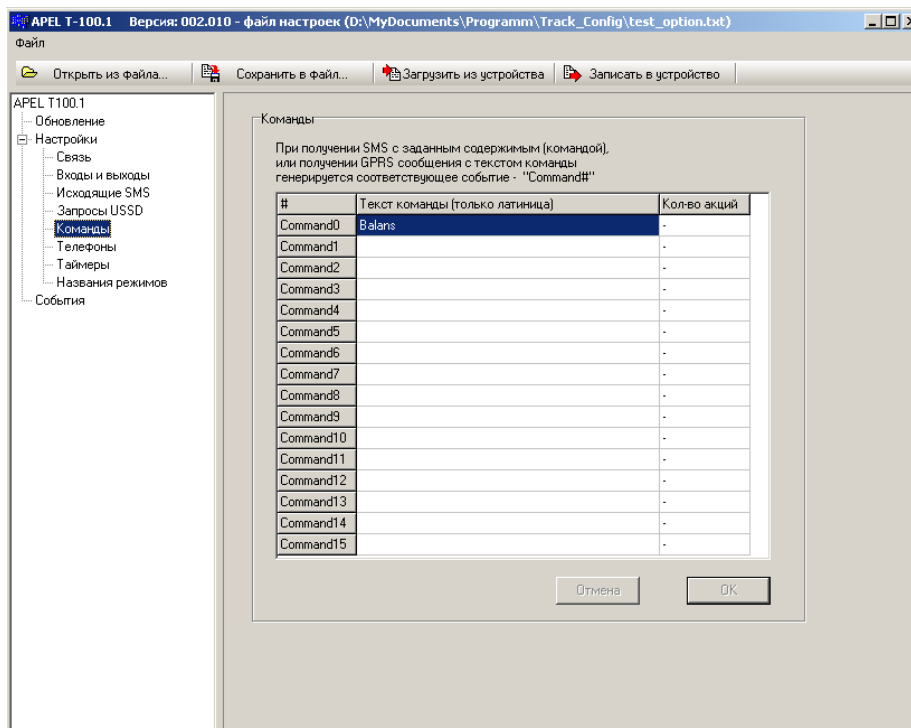 APEL T-100.1 Версия: 002.010 - файл настроек (D:\MyDocuments\Programm\Track_Config\test_option.txt)
Файл
Открыть из файла... Сохранить в файл... Загрузить из устройства Записать в устройство
APEL T100.1
Обновление
Настройки
Связь
Входы и выходы
Исходящие SMS
Запросы USSD
Команды
Телефоны
Таймеры
Названия режимов
События
Команды
При получении SMS с заданным содержимым (командой),
или получении GPRS сообщения с текстом команды
генерируется соответствующее событие - "Command#"
# Текст команды (только латиница) Кол-во акций
Command0 Balans -
Command1 -
Command2 -
Command3 -
Command4 -
Command5 -
Command6 -
Command7 -
Command8 -
Command9 -
Command10 -
Command11 -
Command12 -
Command13 -
Command14 -
Command15 -
Отмена OK